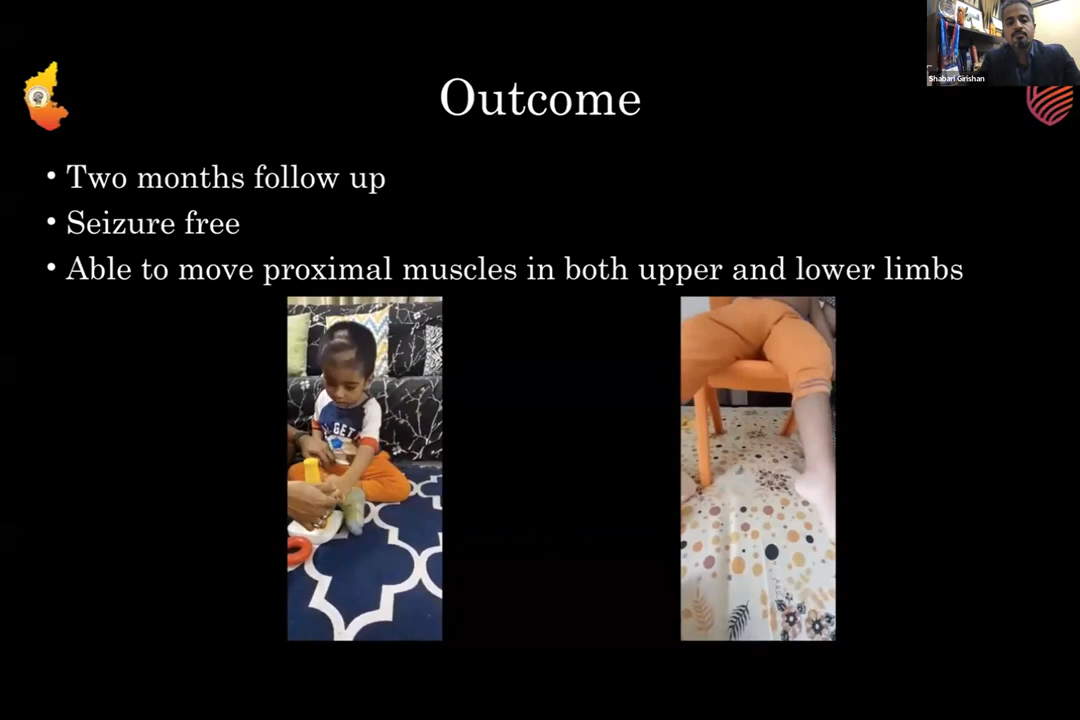 Shabari Girishan
Outcome
• Two months follow up
• Seizure free
• Able to move proximal muscles in both upper and lower limbs
GET